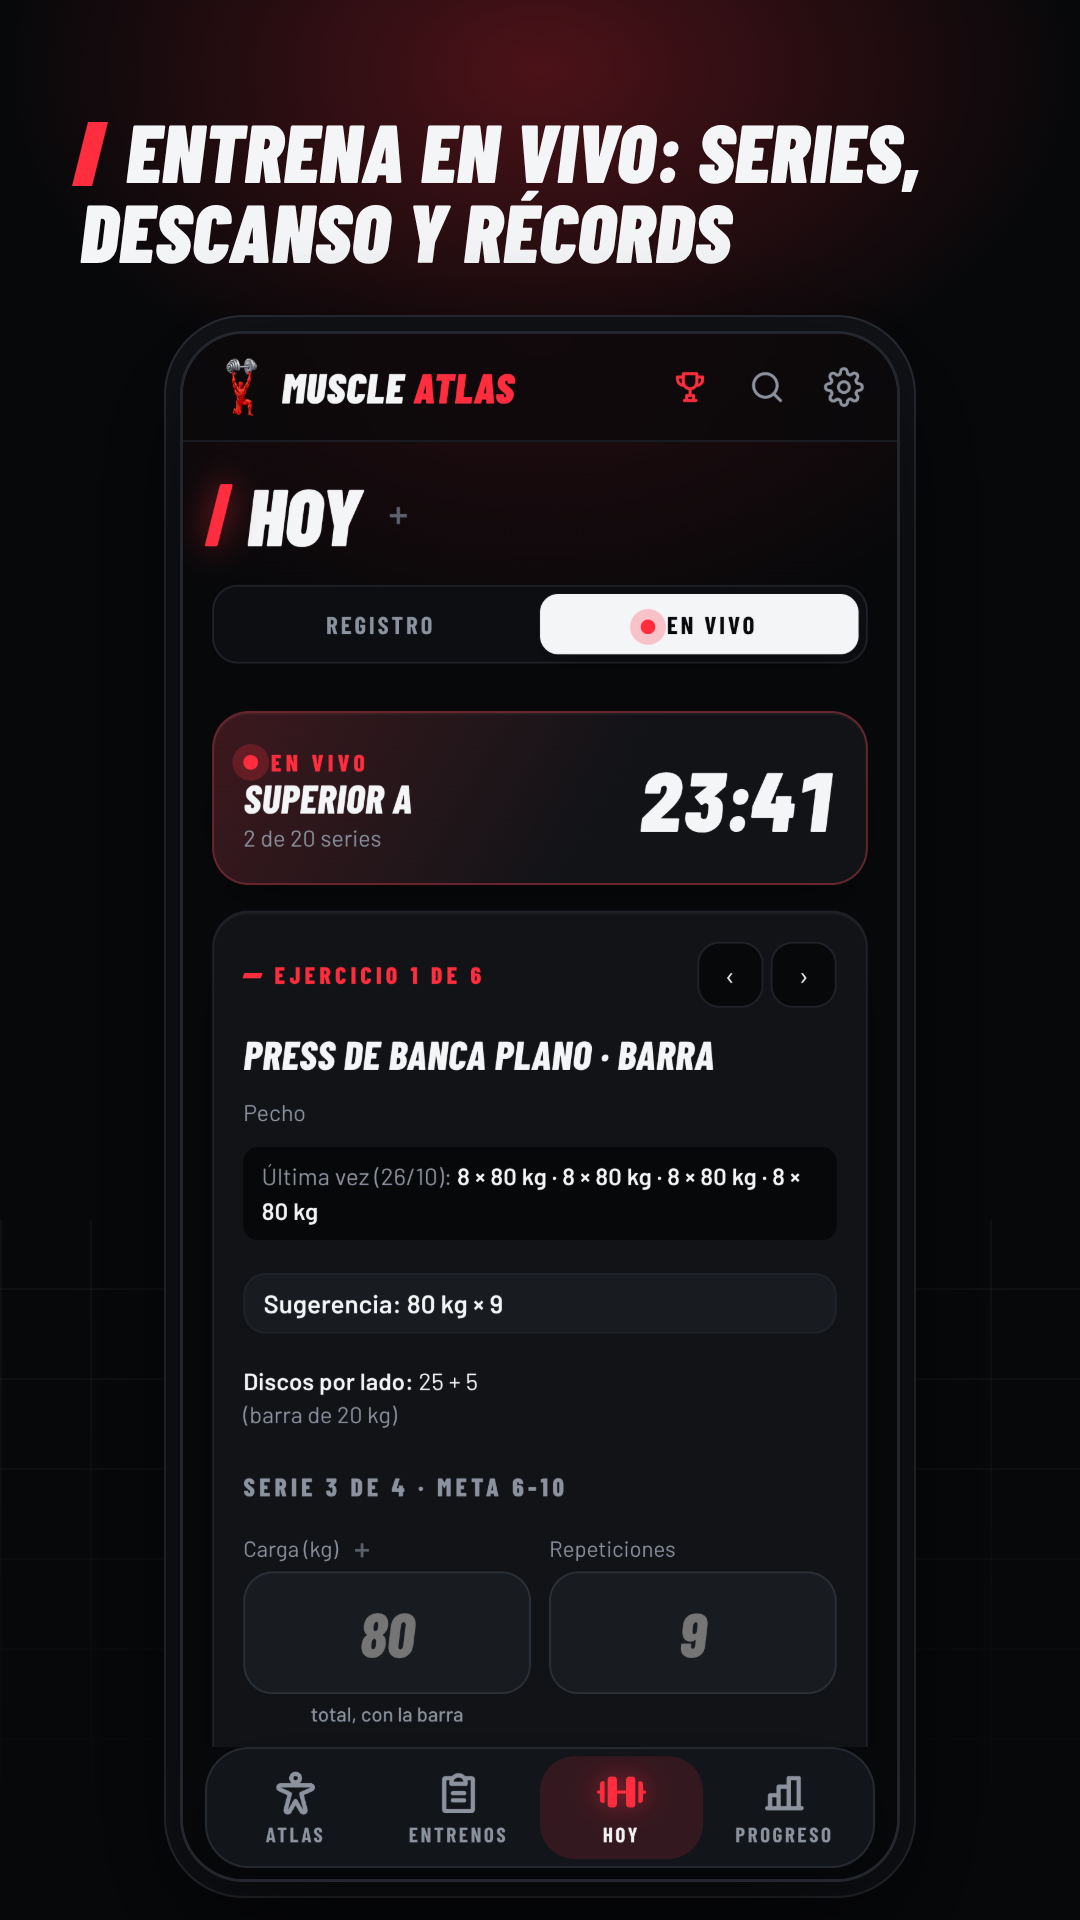 ENTRENA EN VIVO: SERIES,
DESCANSO Y RÉCORDS
MUSCLE ATLAS
HOY +
REGISTRO
EN VIVO
EN VIVO
SUPERIOR A
2 de 20 series
23:41
EJERCICIO 1 DE 6
‹ ›
PRESS DE BANCA PLANO · BARRA
Pecho
Última vez (26/10): 8 × 80 kg · 8 × 80 kg · 8 × 80 kg · 8 ×
80 kg
Sugerencia: 80 kg × 9
Discos por lado: 25 + 5
(barra de 20 kg)
SERIE 3 DE 4 · META 6-10
Carga (kg) +
Repeticiones
80
9
total, con la barra
ATLAS
ENTRENOS
HOY
PROGRESO